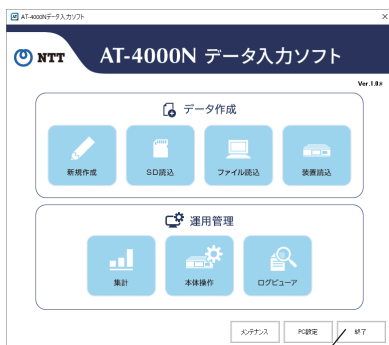 AT-4000Nデータ入力ソフト
NTT AT-4000N データ入力ソフト
データ作成
新規作成 SD読込 ファイル読込 装置読込
運用管理
集計 本体操作 ログビューア
メンテナンス PC設定 終了